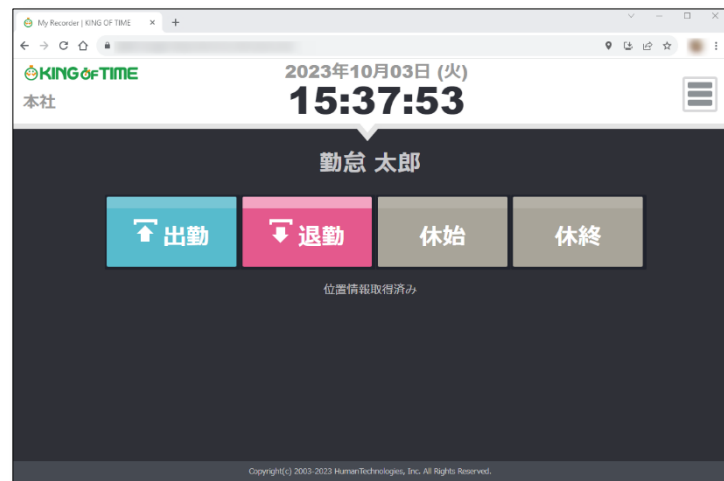 My Recorder | KING OF TIME
KING OF TIME
本社
2023年10月03日 (火)
15:37:53
勤怠 太郎
出勤
退勤
休始
休終
位置情報取得済み
Copyright(c) 2003-2023 HumanTechnologies, Inc. All Rights Reserved.